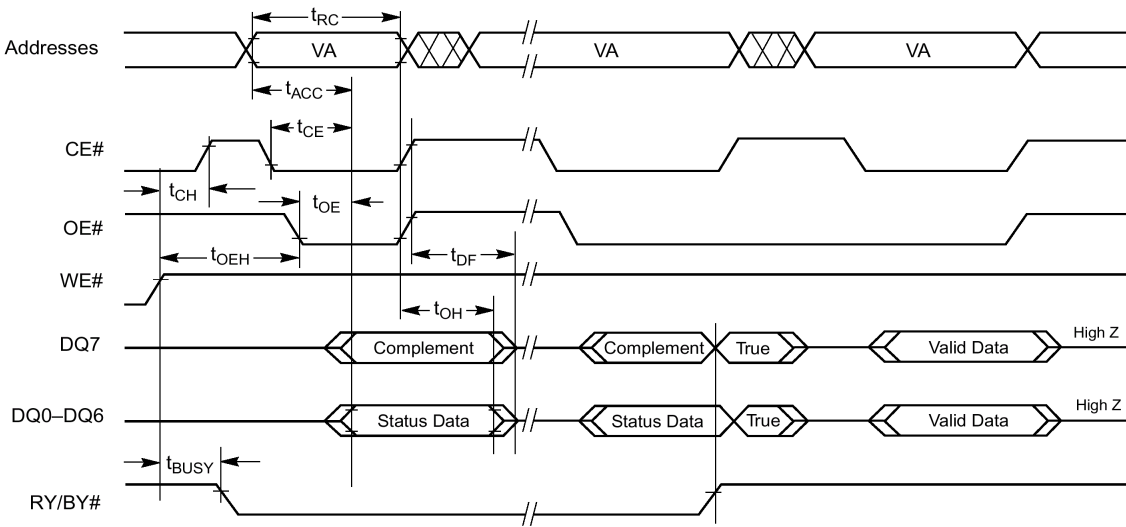 tRC
Addresses VA VA VA
tACC
tCE
CE#
tCH tOE
OE#
tOEH tDF
WE#
tOH
DQ7 Complement Complement True Valid Data High Z
DQ0–DQ6 Status Data Status Data True Valid Data High Z
tBUSY
RY/BY#